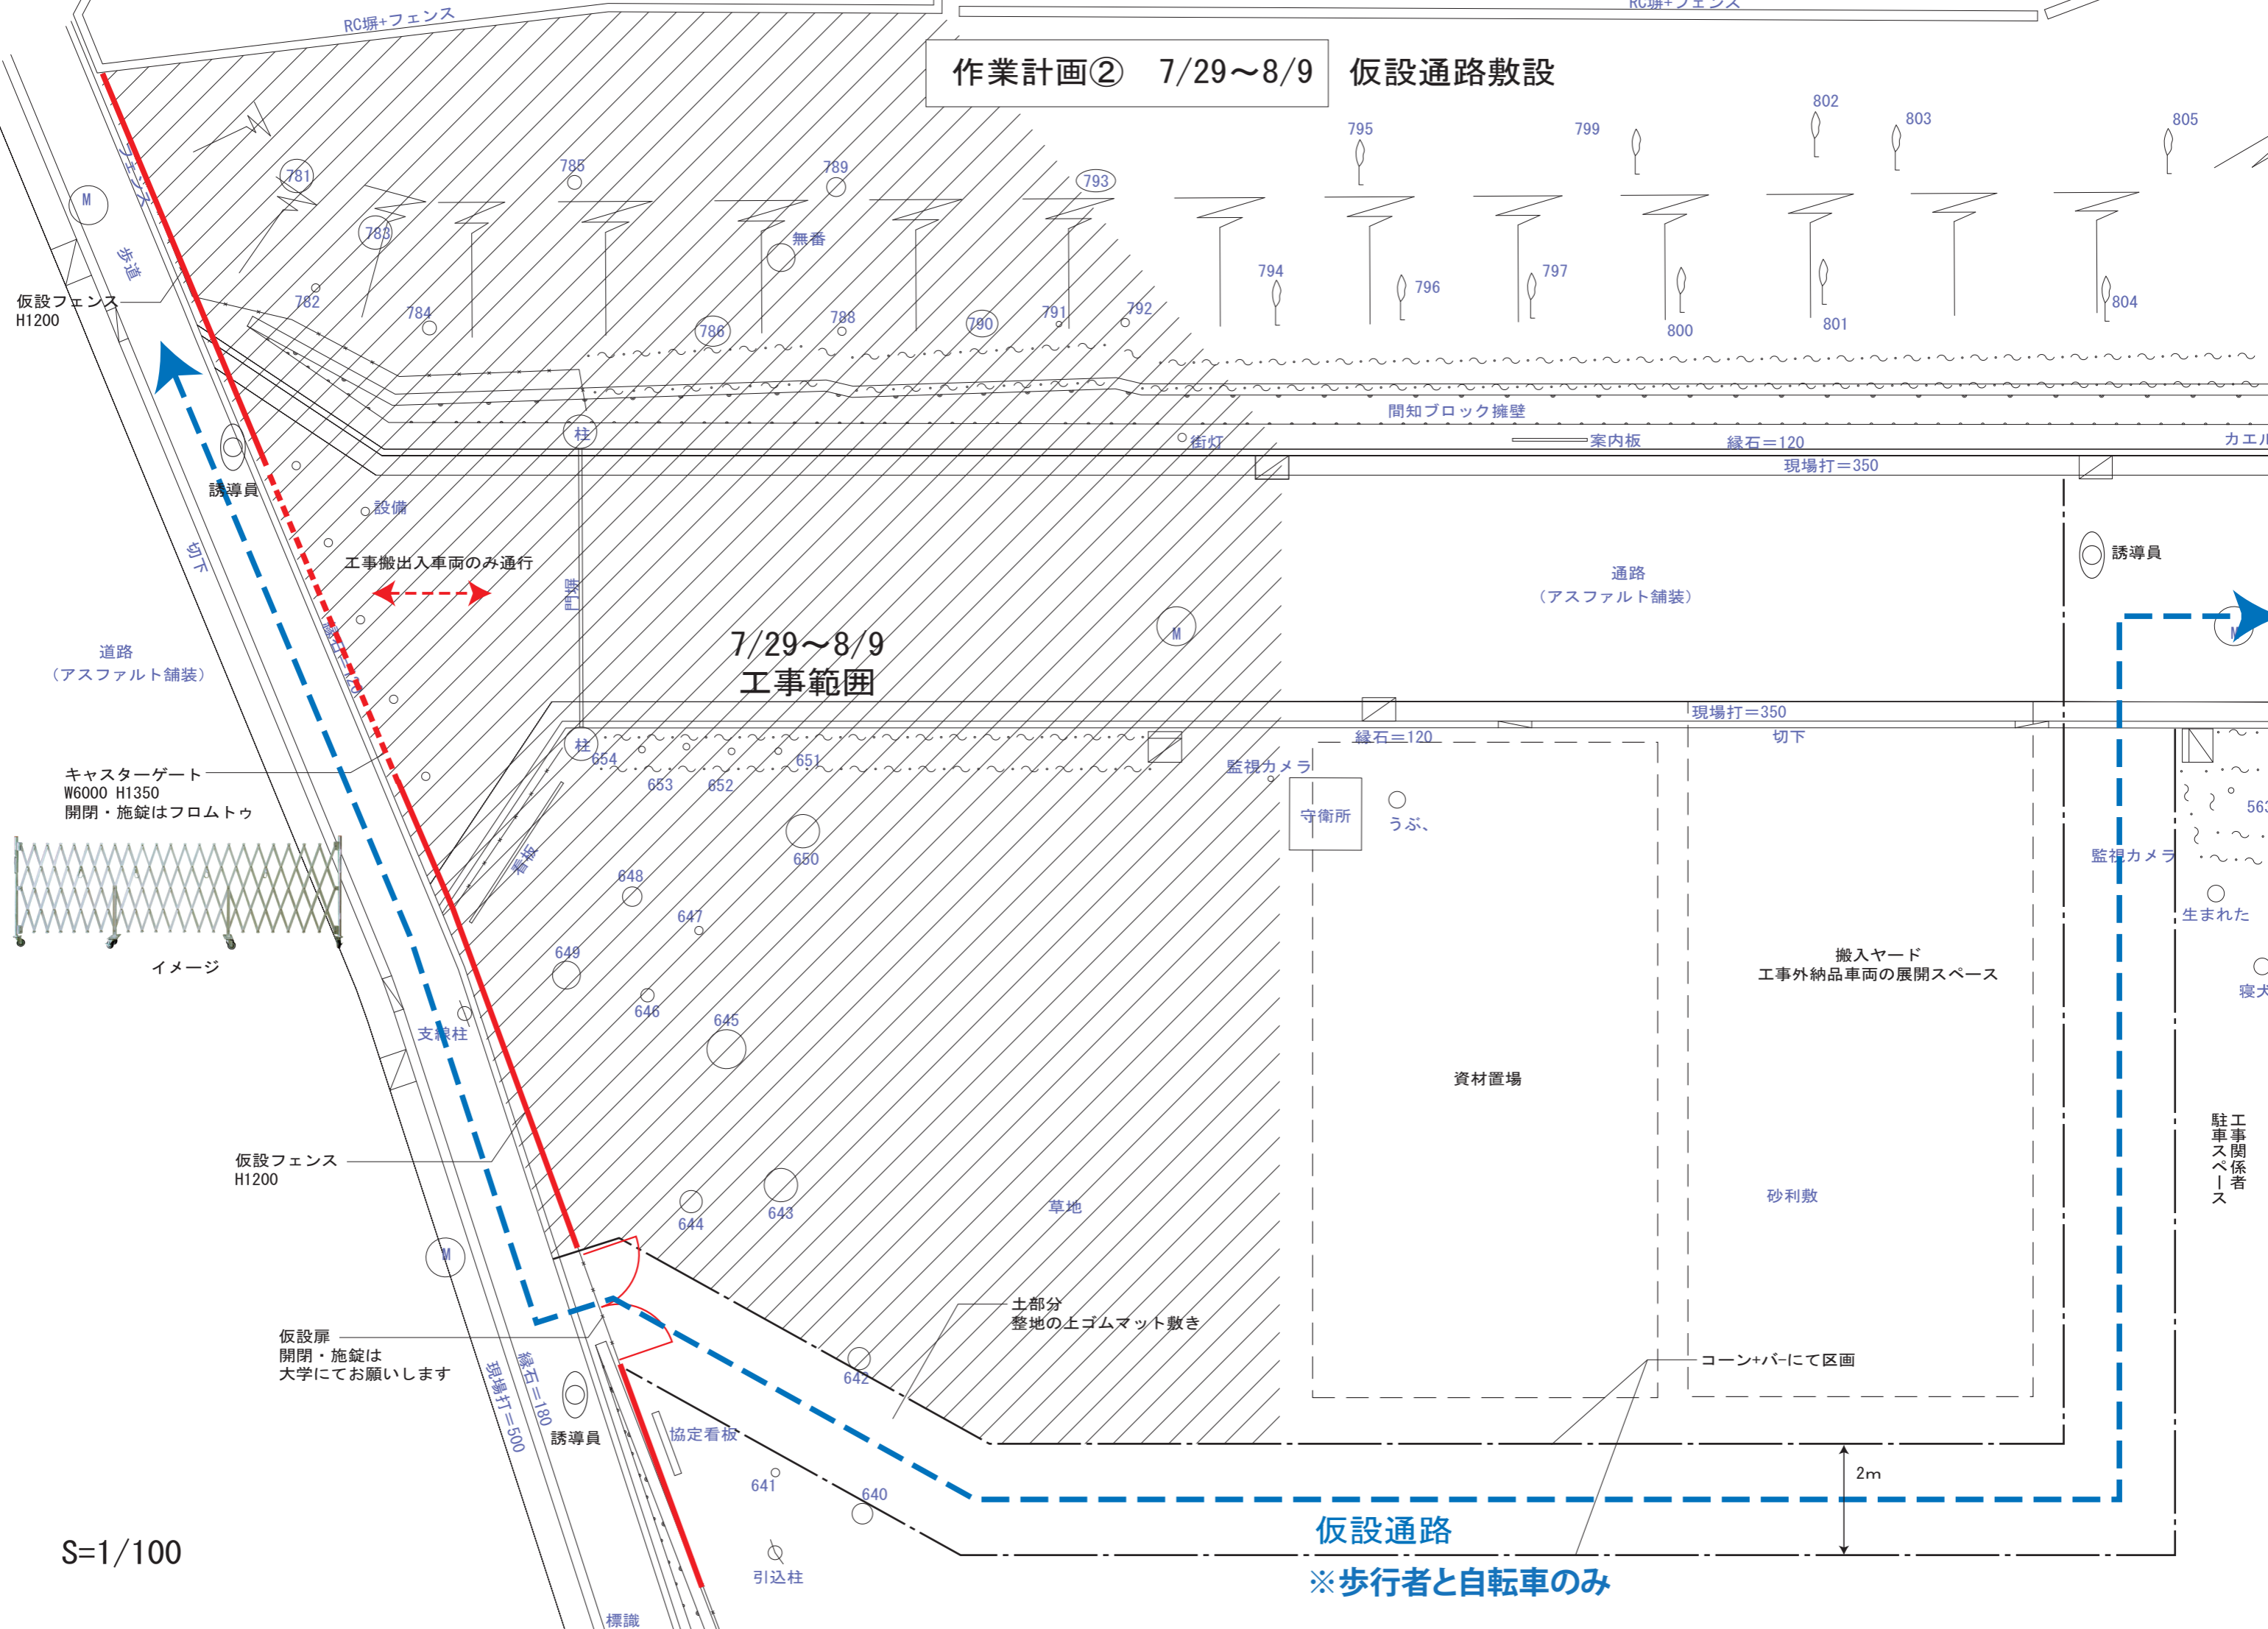 RC塀+フェンス
RC塀+フェンス
作業計画② 7/29～8/9 仮設通路敷設
802
803
805
795
799
785
789
793
781
783
無番
フェンス
M
歩道
仮設フェンス
H1200
782
784
786
788
790
791
792
794
796
797
800
801
804
間知ブロック擁壁
柱
街灯
案内板
縁石＝120
カエル
現場打＝350
誘導員
設備
切下
工事搬出入車両のみ通行
誘導員
通路
（アスファルト舗装）
門塀
M
M
7/29～8/9
工事範囲
道路
（アスファルト舗装）
現場打＝350
縁石＝120
切下
柱
654
653
652
651
監視カメラ
キャスターゲート
W6000 H1350
開閉・施錠はフロムトゥ
守衛所
うぶ、
563
監視カメラ
生まれた
看板
650
648
647
649
646
645
イメージ
支線柱
搬入ヤード
工事外納品車両の展開スペース
寝犬
資材置場
仮設フェンス
H1200
工事関係者
駐車スペース
砂利敷
草地
644
643
M
土部分
整地の上ゴムマット敷き
仮設扉
開閉・施錠は
大学にてお願いします
縁石＝180
現場打＝500
642
コーン+バーにて区画
誘導員
協定看板
641
640
2m
仮設通路
※歩行者と自転車のみ
S=1/100
引込柱
標識